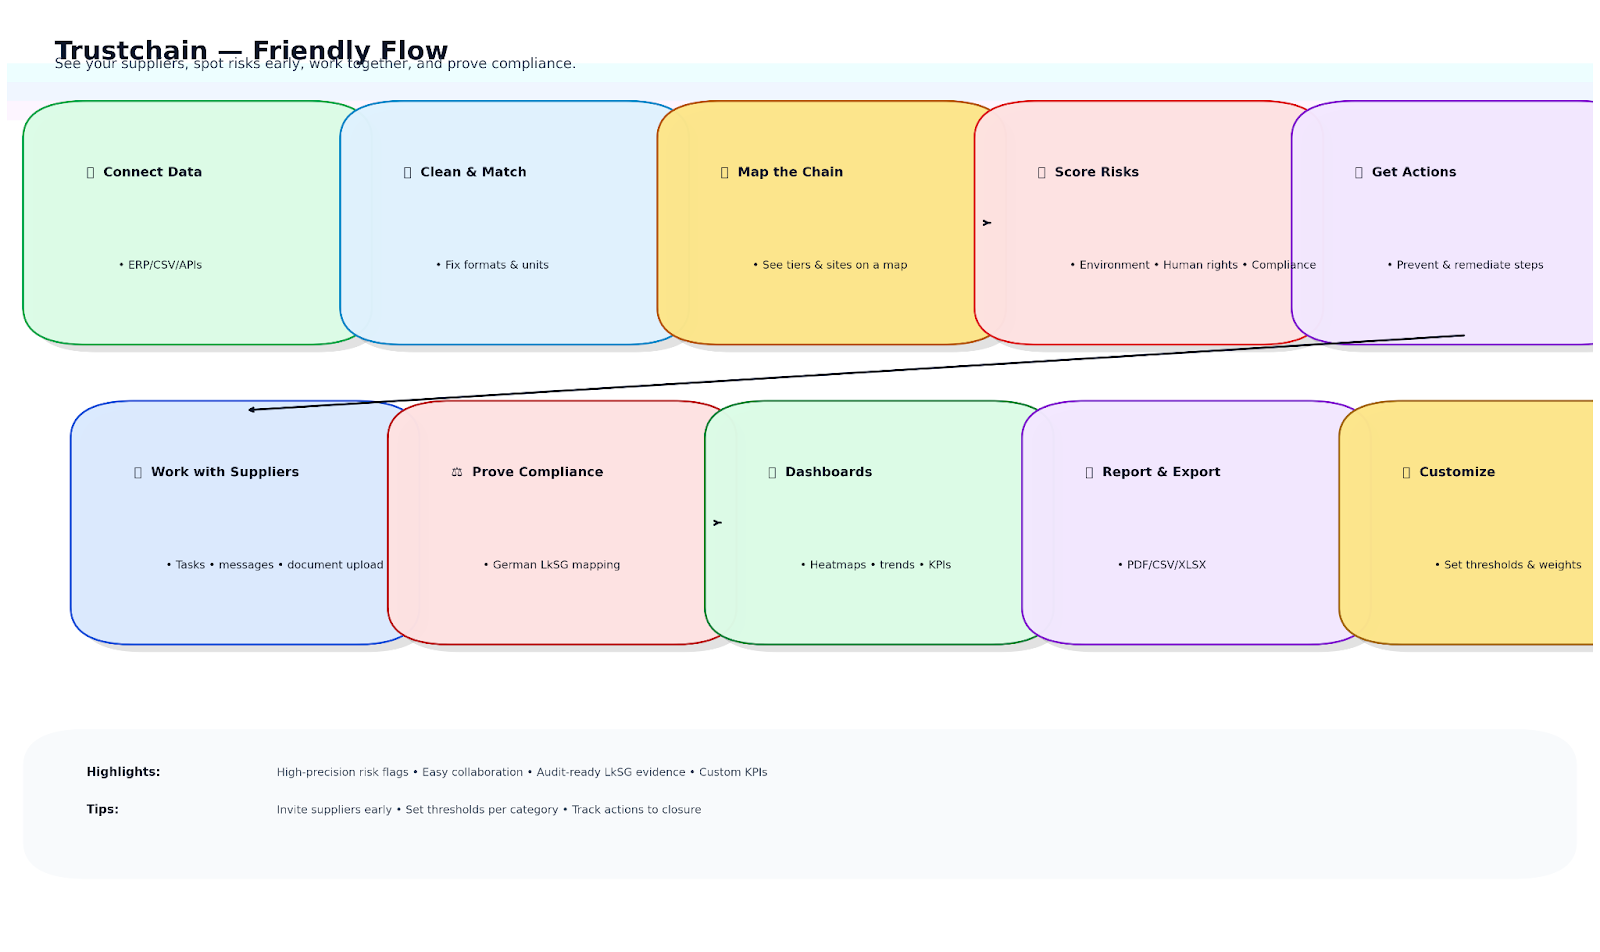 Trustchain — Friendly Flow
See your suppliers, spot risks early, work together, and prove compliance.
Connect Data
Clean & Match
Map the Chain
Score Risks
Get Actions
• ERP/CSV/APIs
• Fix formats & units
• See tiers & sites on a map
• Environment • Human rights • Compliance
• Prevent & remediate steps
Work with Suppliers
⚖ Prove Compliance
Dashboards
Report & Export
Customize
• Tasks • messages • document upload
• German LkSG mapping
• Heatmaps • trends • KPIs
• PDF/CSV/XLSX
• Set thresholds & weights
Highlights: High-precision risk flags • Easy collaboration • Audit-ready LkSG evidence • Custom KPIs
Tips: Invite suppliers early • Set thresholds per category • Track actions to closure